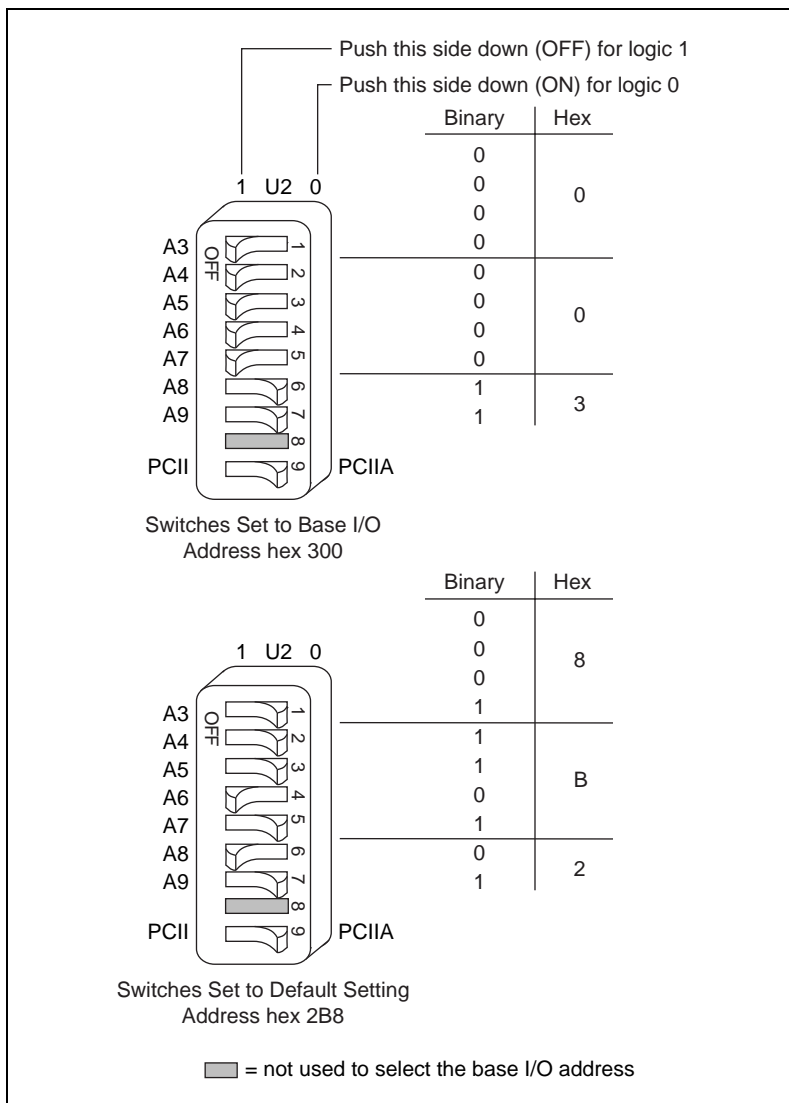 Push this side down (OFF) for logic 1
Push this side down (ON) for logic 0
Binary Hex
0
0
0
0
0
1 U2 0
A3 OFF 1
A4 2 0
A5 3 0
A6 4 0 0
A7 5 0
A8 6 1
A9 7 1 3
8
PCII 9 PCIIA
Switches Set to Base I/O
Address hex 300
Binary Hex
0
0
0
1
8
1 U2 0
A3 OFF 1
A4 2 1
A5 3 1
A6 4 0 B
A7 5 1
A8 6 0
A9 7 1 2
8
PCII 9 PCIIA
Switches Set to Default Setting
Address hex 2B8
= not used to select the base I/O address